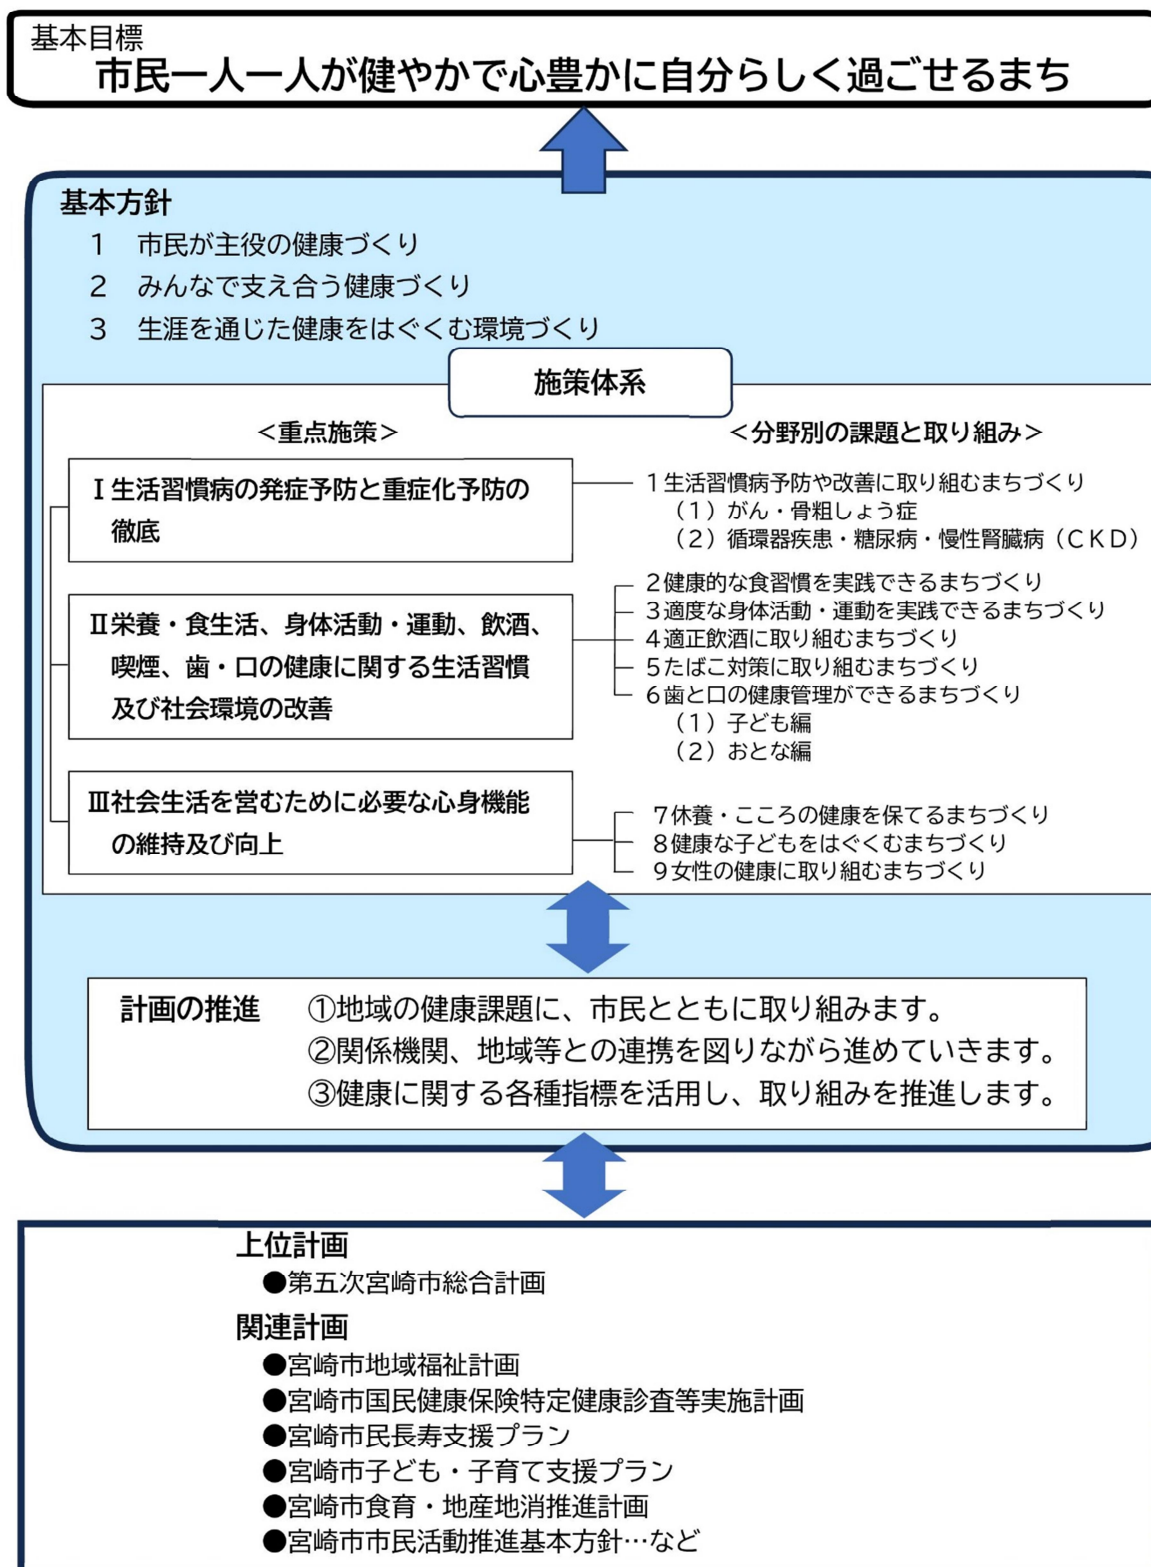 基本目標
市民一人一人が健やかで心豊かに自分らしく過ごせるまち
基本方針
1 市民が主役の健康づくり
2 みんなで支え合う健康づくり
3 生涯を通じた健康をはぐくむ環境づくり
施策体系
＜重点施策＞
Ⅰ生活習慣病の発症予防と重症化予防の
徹底
Ⅱ栄養・食生活、身体活動・運動、飲酒、
喫煙、歯・口の健康に関する生活習慣
及び社会環境の改善
Ⅲ社会生活を営むために必要な心身機能
の維持及び向上
＜分野別の課題と取り組み＞
1生活習慣病予防や改善に取り組むまちづくり
（1）がん・骨粗しょう症
（2）循環器疾患・糖尿病・慢性腎臓病（ＣＫＤ）
2健康的な食習慣を実践できるまちづくり
3適度な身体活動・運動を実践できるまちづくり
4適正飲酒に取り組むまちづくり
5たばこ対策に取り組むまちづくり
6歯と口の健康管理ができるまちづくり
（1）子ども編
（2）おとな編
7休養・こころの健康を保てるまちづくり
8健康な子どもをはぐくむまちづくり
9女性の健康に取り組むまちづくり
計画の推進 ①地域の健康課題に、市民とともに取り組みます。
②関係機関、地域等との連携を図りながら進めていきます。
③健康に関する各種指標を活用し、取り組みを推進します。
上位計画
●第五次宮崎市総合計画
関連計画
●宮崎市地域福祉計画
●宮崎市国民健康保険特定健康診査等実施計画
●宮崎市民長寿支援プラン
●宮崎市子ども・子育て支援プラン
●宮崎市食育・地産地消推進計画
●宮崎市市民活動推進基本方針…など